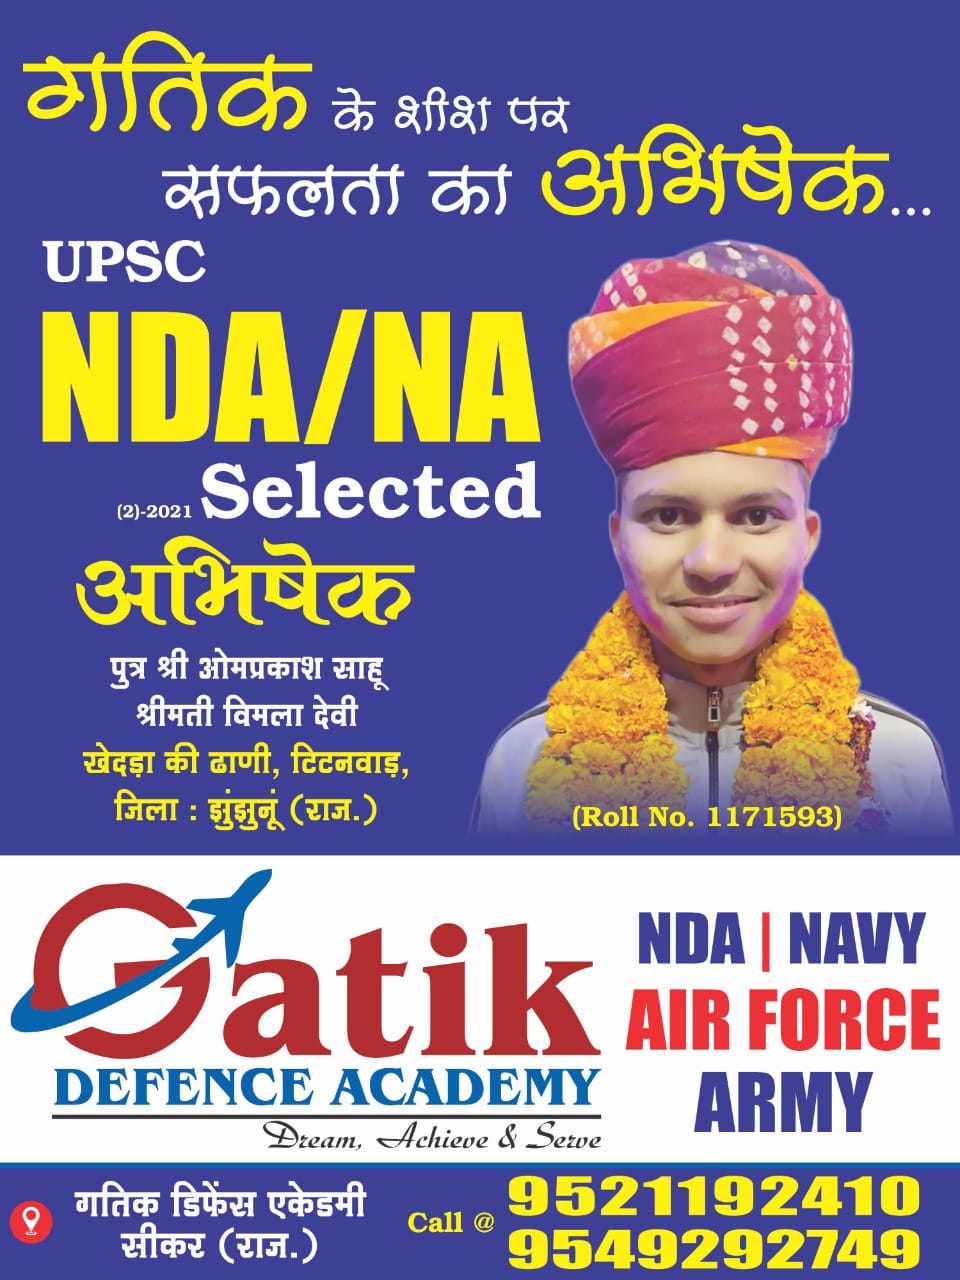 गतिक के शीश पर
सफलता का अभिषेक...
UPSC
NDA/NA
(2)-2021 Selected
अभिषेक
पुत्र श्री ओमप्रकाश साहू
श्रीमती विमला देवी
खेदड़ा की ढाणी, टिटनवाड़,
जिला : झुंझुनूं (राज.)
(Roll No. 1171593)
Gatik
DEFENCE ACADEMY
Dream, Achieve & Serve
NDA | NAVY
AIR FORCE
ARMY
गतिक डिफेंस एकेडमी
सीकर (राज.)
Call @ 9521192410
9549292749